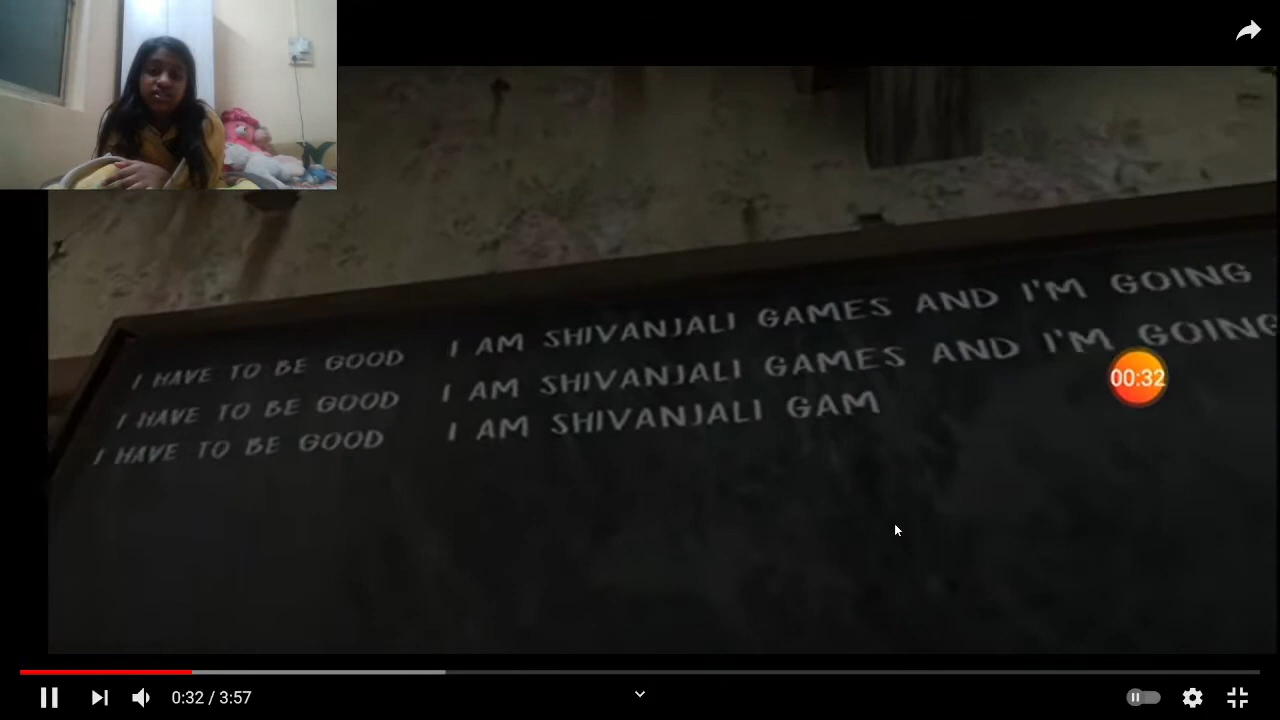 I HAVE TO BE GOOD I AM SHIVANJALI GAMES AND I'M GOING
I HAVE TO BE GOOD I AM SHIVANJALI GAMES AND I'M GOING
I HAVE TO BE GOOD I AM SHIVANJALI GAM
00:32
0:32 / 3:57